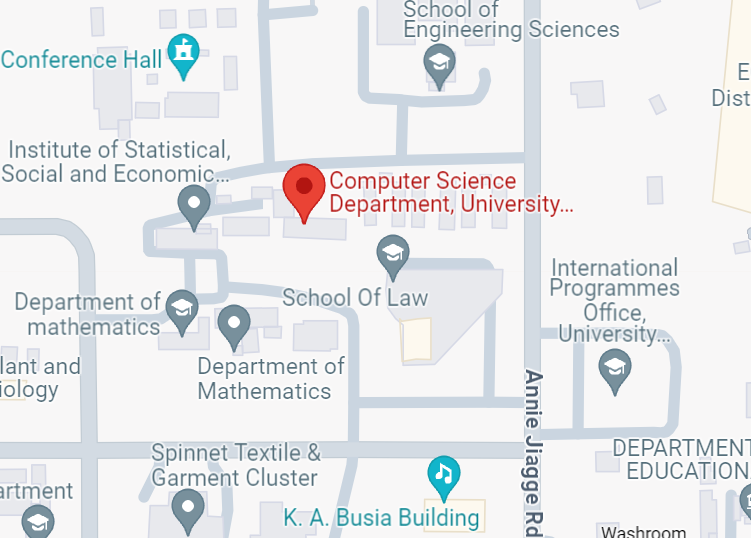 School of
Engineering Sciences
Conference Hall
E
Dist
Institute of Statistical,
Social and Economic...
Computer Science
Department, University...
School Of Law
International
Programmes
Office,
University...
Department of
mathematics
Department of
Mathematics
lant and
iology
Annie Jiagge Rd
Spinnet Textile &
Garment Cluster
DEPARTMENT
EDUCATION
artment
K. A. Busia Building
Washroom